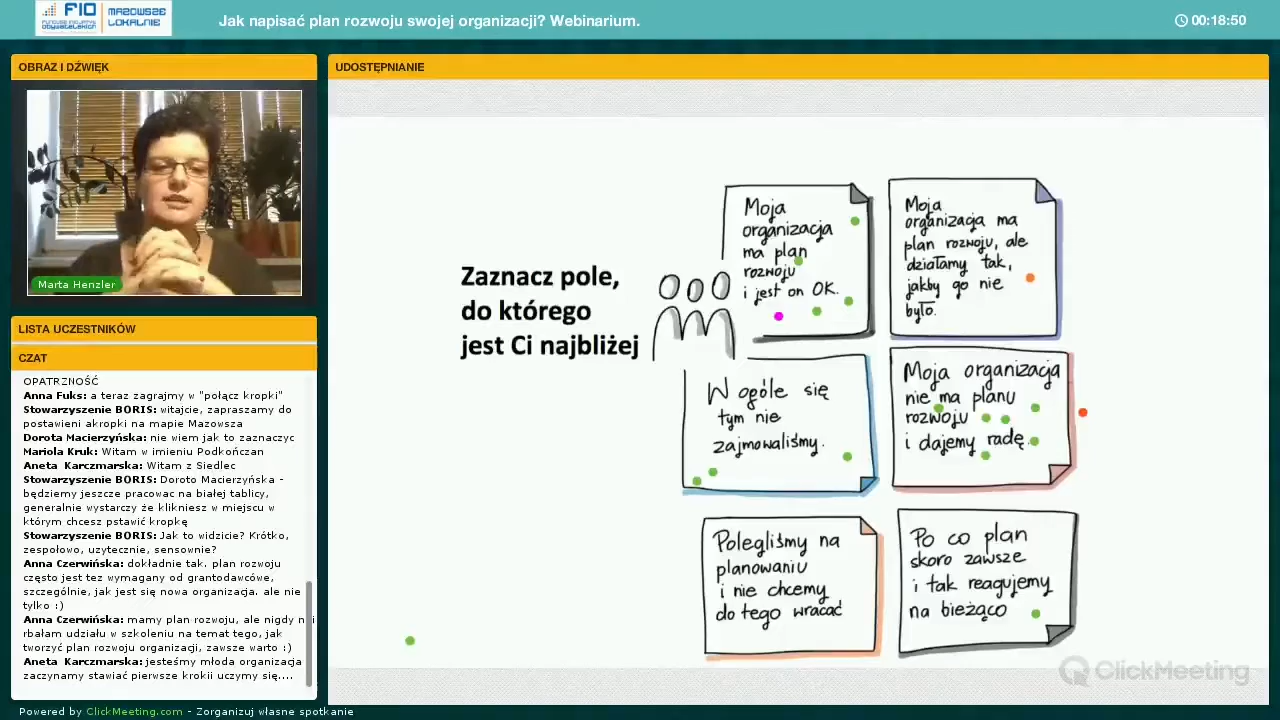 FIO
fundusz inicjatyw
obywatelskich
MAZOWSZE
LOKALNIE
Jak napisać plan rozwoju swojej organizacji? Webinarium.
00:18:50
OBRAZ I DŹWIĘK
Marta Henzler
LISTA UCZESTNIKÓW
CZAT
OPATRZNOŚĆ
Anna Fuks: a teraz zagrajmy w "połącz kropki"
Stowarzyszenie BORIS: witajcie, zapraszamy do
postawieni akropki na mapie Mazowsza
Dorota Macierzyńska: nie wiem jak to zaznaczyc
Mariola Kruk: Witam w imieniu Podkończan
Aneta Karczmarska: Witam z Siedlec
Stowarzyszenie BORIS: Doroto Macierzyńska -
będziemy jeszcze pracowac na białej tablicy,
generalnie wystarczy że klikniesz w miejscu w
którym chcesz pstawić kropkę
Stowarzyszenie BORIS: Jak to widzicie? Krótko,
zespołowo, uzytecznie, sensownie?
Anna Czerwińska: dokładnie tak. plan rozwoju
często jest tez wymagany od grantodawców,
szczególnie, jak jest się nowa organizacja. ale nie
tylko :)
Anna Czerwińska: mamy plan rozwoju, ale nigdy n i
rbałam udziału w szkoleniu na temat tego, jak
tworzyć plan rozwoju organizacji, zawsze warto :)
Aneta Karczmarska: jesteśmy młoda organizacja
zaczynamy stawiać pierwsze krokii uczymy się....
UDOSTĘPNIANIE
Zaznacz pole,
do którego
jest Ci najbliżej
Moja
organizacja
ma plan
rozwoju
i jest on OK.
Moja
organizacja ma
plan rozwoju, ale
działamy tak,
jakby go nie
było.
W ogóle się
tym nie
zajmowaliśmy.
Moja organizacja
nie ma planu
rozwoju
i dajemy radę.
Polegliśmy na
planowaniu
i nie chcemy
do tego wracać
Po co plan
skoro zawsze
i tak reagujemy
na bieżąco
ClickMeeting
Powered by ClickMeeting.com - Zorganizuj własne spotkanie